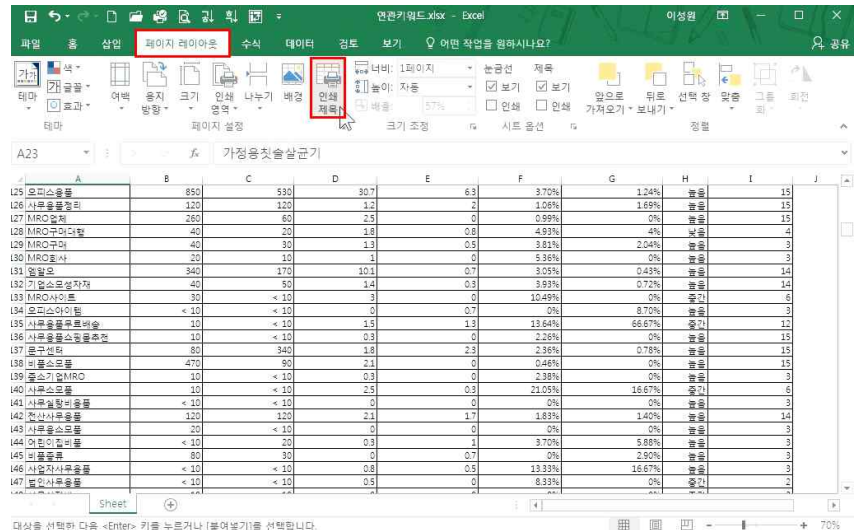 연관키워드.xlsx - Excel 이성원
파일 홈 삽입 페이지 레이아웃 수식 데이터 검토 보기 어떤 작업을 원하시나요? 공유
색 글꼴 효과 테마 여백 용지 방향 크기 인쇄 영역 나누기 배경 인쇄 제목 너비: 1페이지 높이: 자동 배율: 57% 눈금선 제목 보기 보기 인쇄 인쇄 앞으로 가져오기 뒤로 보내기 선택 창 맞춤 그룹화 회전
테마 페이지 설정 크기 조정 시트 옵션 정렬
A23 fx 가정용칫솔살균기
A B C D E F G H I J
125 오피스용품 850 530 30.7 6.3 3.70% 1.24% 높음 15
126 사무용품정리 120 120 1.2 2 1.06% 1.69% 높음 15
127 MRO업체 260 60 2.5 0 0.99% 0% 높음 15
128 MRO구매대행 40 20 1.8 0.8 4.93% 4% 낮음 4
129 MRO구매 40 30 1.3 0.5 3.81% 2.04% 높음 3
130 MRO회사 20 10 1 0 5.36% 0% 높음 3
131 엠알오 340 170 10.1 0.7 3.05% 0.43% 높음 14
132 기업소모성자재 40 50 1.4 0.3 3.93% 0.72% 높음 14
133 MRO사이트 30 < 10 3 0 10.49% 0% 중간 6
134 오피스아이템 < 10 < 10 0 0.7 0% 8.70% 높음 3
135 사무용품무료배송 10 < 10 1.5 1.3 13.64% 66.67% 중간 12
136 사무용품쇼핑몰추천 10 < 10 0.3 0 2.26% 0% 높음 15
137 문구센터 80 340 1.8 2.3 2.36% 0.78% 높음 15
138 비품소모품 470 90 2.1 0 0.46% 0% 높음 15
139 중소기업MRO 10 < 10 0.3 0 2.38% 0% 높음 3
140 사무소모품 10 < 10 2.5 0.3 21.05% 16.67% 중간 6
141 사무실탕비용품 < 10 < 10 0 0 0% 0% 높음 3
142 전산사무용품 120 120 2.1 1.7 1.83% 1.40% 높음 14
143 사무용소모품 20 < 10 0 0 0% 0% 높음 3
144 어린이집비품 < 10 20 0.3 1 3.70% 5.88% 높음 3
145 비품종류 80 30 0 0.7 0% 2.90% 높음 3
146 사업자사무용품 < 10 < 10 0.8 0.5 13.33% 16.67% 높음 3
147 법인사무용품 < 10 < 10 0.5 0 8.33% 0% 중간 2
Sheet
대상을 선택한 다음 <Enter> 키를 누르거나 [붙여넣기]를 선택합니다. 70%